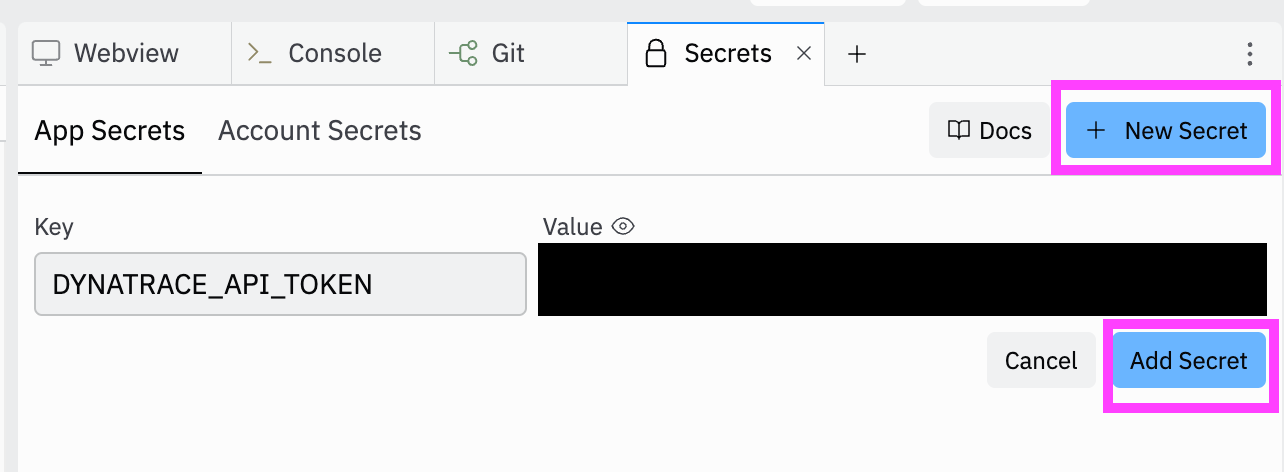 Webview Console Git Secrets
App Secrets Account Secrets Docs + New Secret
Key Value
DYNATRACE_API_TOKEN
Cancel Add Secret